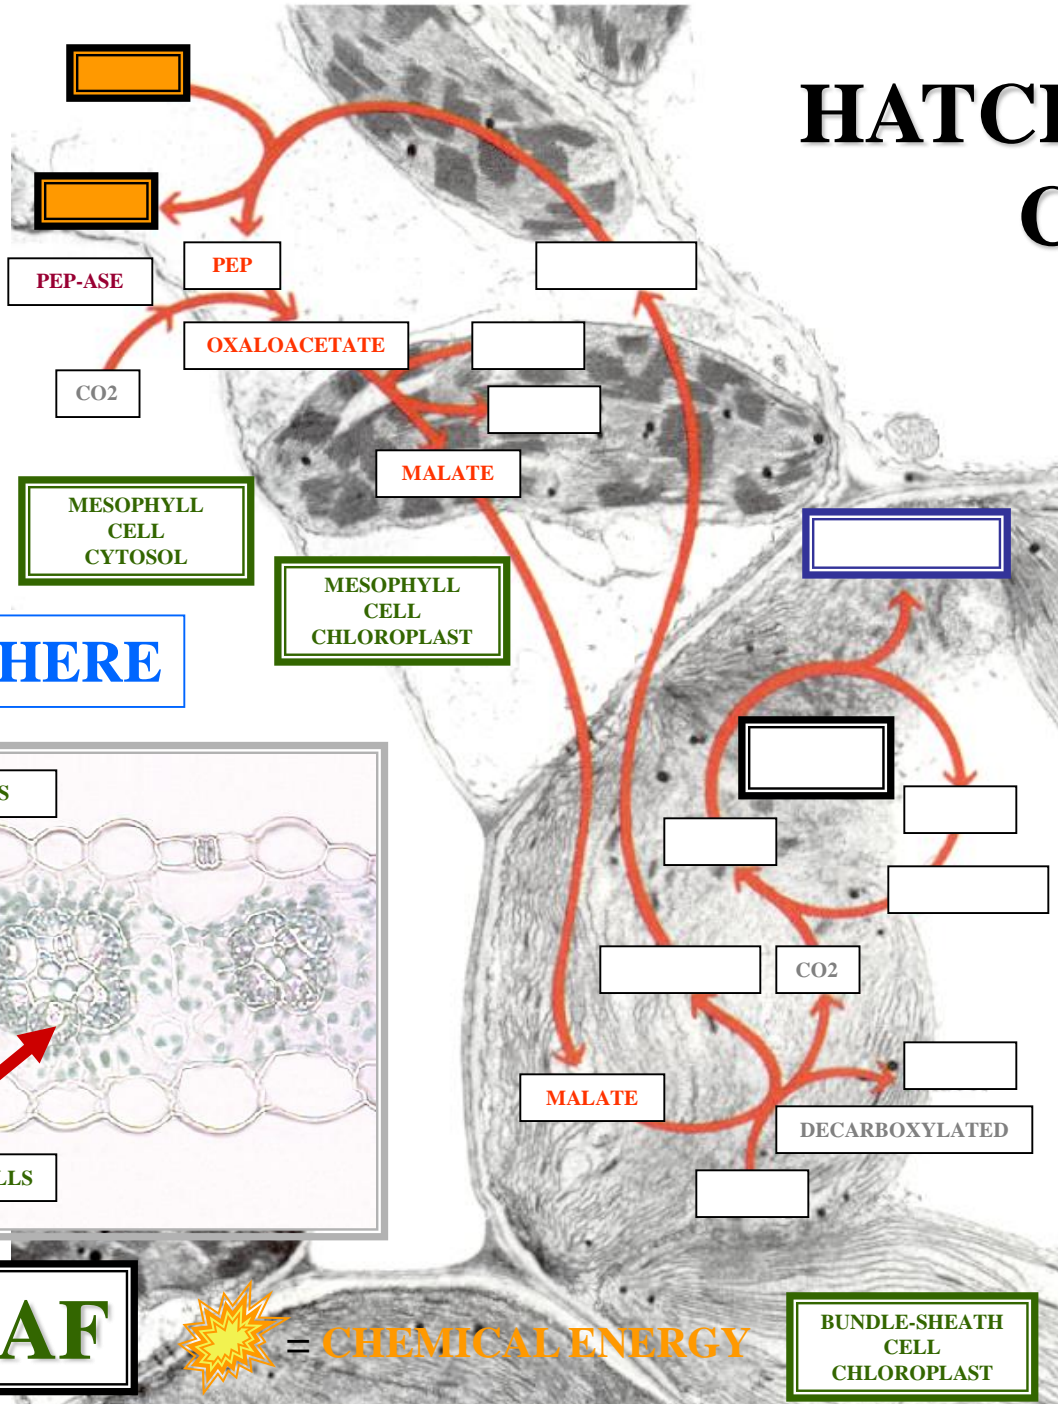 HATC
C
PEP-ASE
PEP
OXALOACETATE
CO2
MALATE
MESOPHYLL
CELL
CYTOSOL
MESOPHYLL
CELL
CHLOROPLAST
HERE
S
CO2
MALATE
DECARBOXYLATED
LLS
AF
= CHEMICAL ENERGY
BUNDLE-SHEATH
CELL
CHLOROPLAST